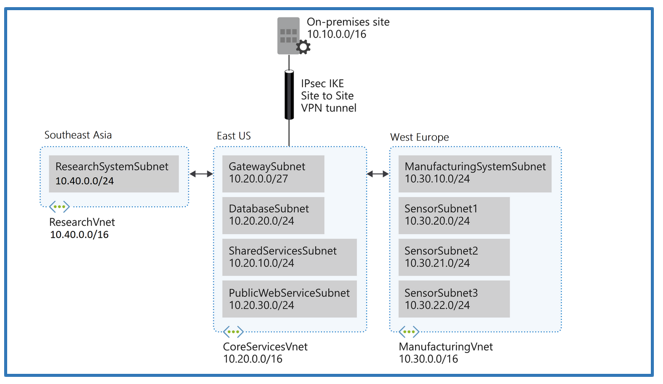 On-premises site
10.10.0.0/16
IPsec IKE
Site to Site
VPN tunnel
Southeast Asia
East US
West Europe
ResearchSystemSubnet
10.40.0.0/24
ResearchVnet
10.40.0.0/16
GatewaySubnet
10.20.0.0/27
DatabaseSubnet
10.20.20.0/24
SharedServicesSubnet
10.20.10.0/24
PublicWebServiceSubnet
10.20.30.0/24
CoreServicesVnet
10.20.0.0/16
ManufacturingSystemSubnet
10.30.10.0/24
SensorSubnet1
10.30.20.0/24
SensorSubnet2
10.30.21.0/24
SensorSubnet3
10.30.22.0/24
ManufacturingVnet
10.30.0.0/16